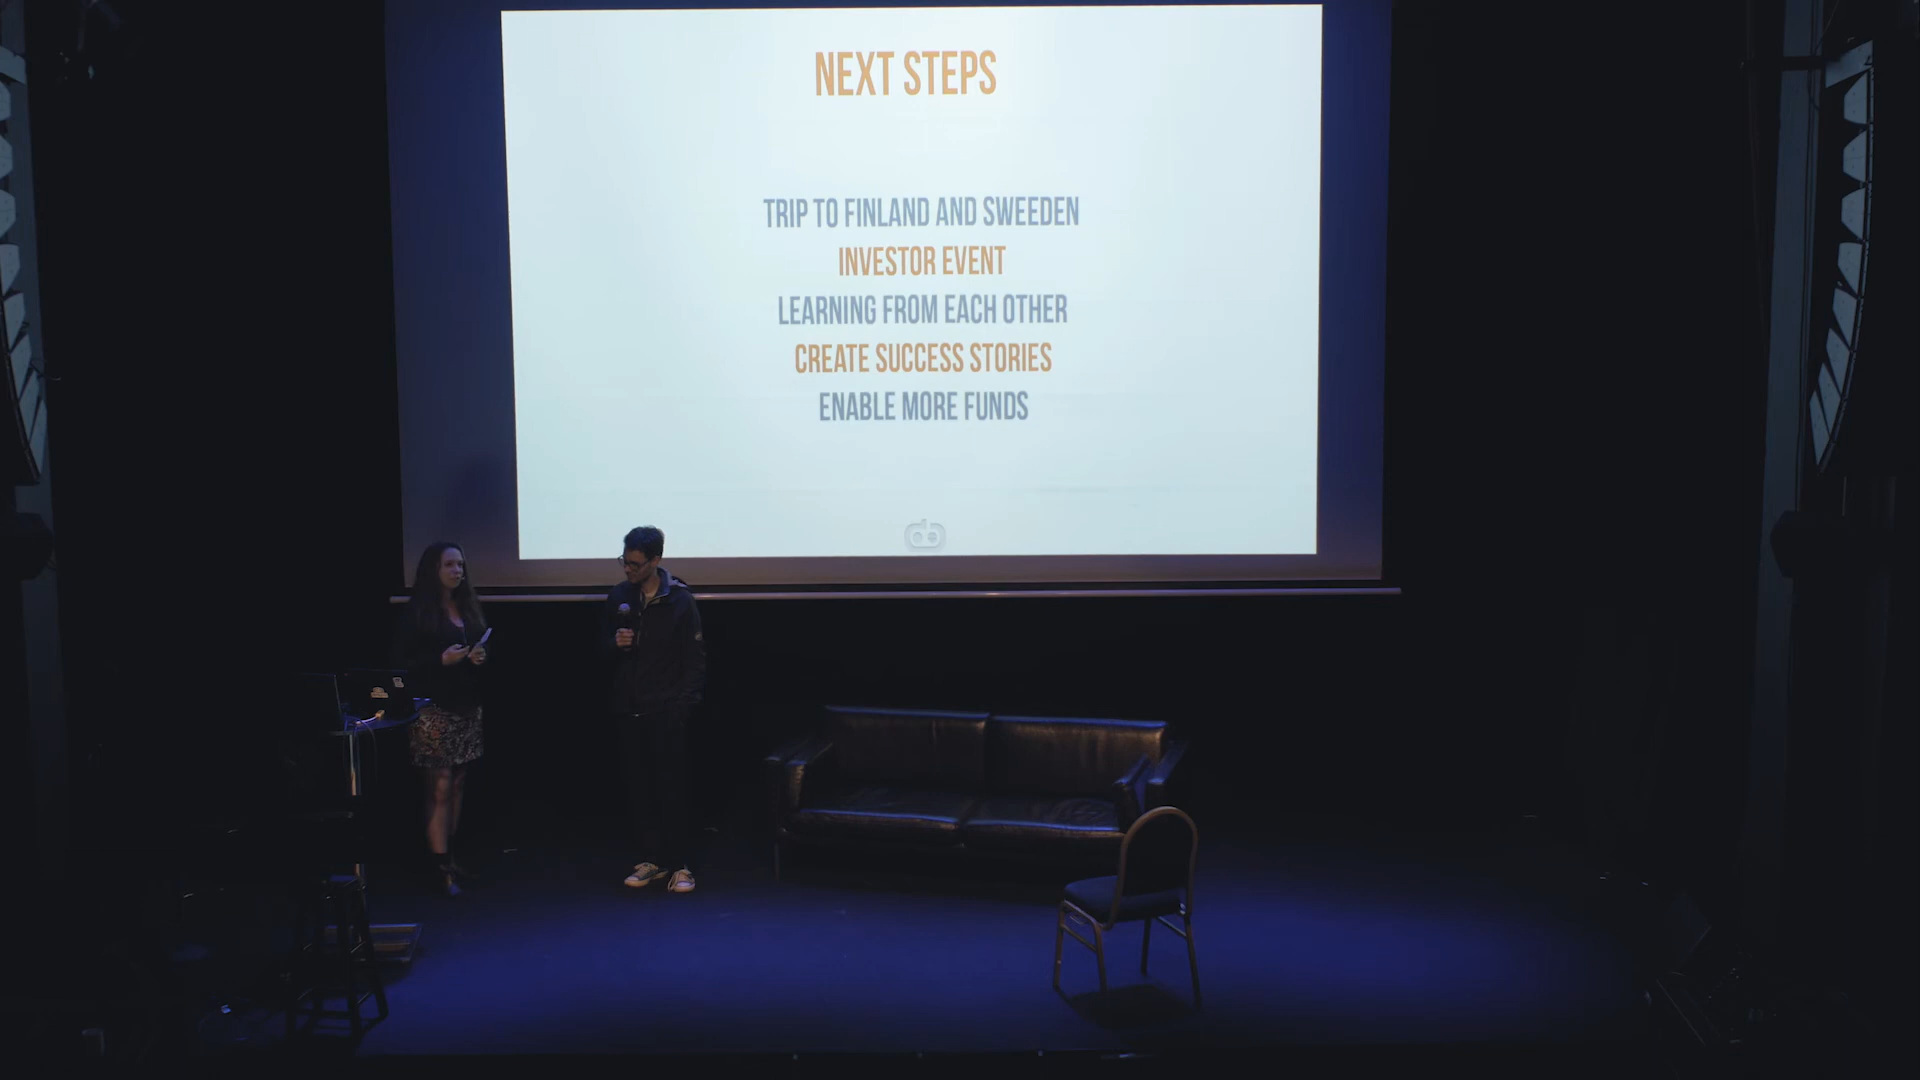 NEXT STEPS
TRIP TO FINLAND AND SWEEDEN
INVESTOR EVENT
LEARNING FROM EACH OTHER
CREATE SUCCESS STORIES
ENABLE MORE FUNDS